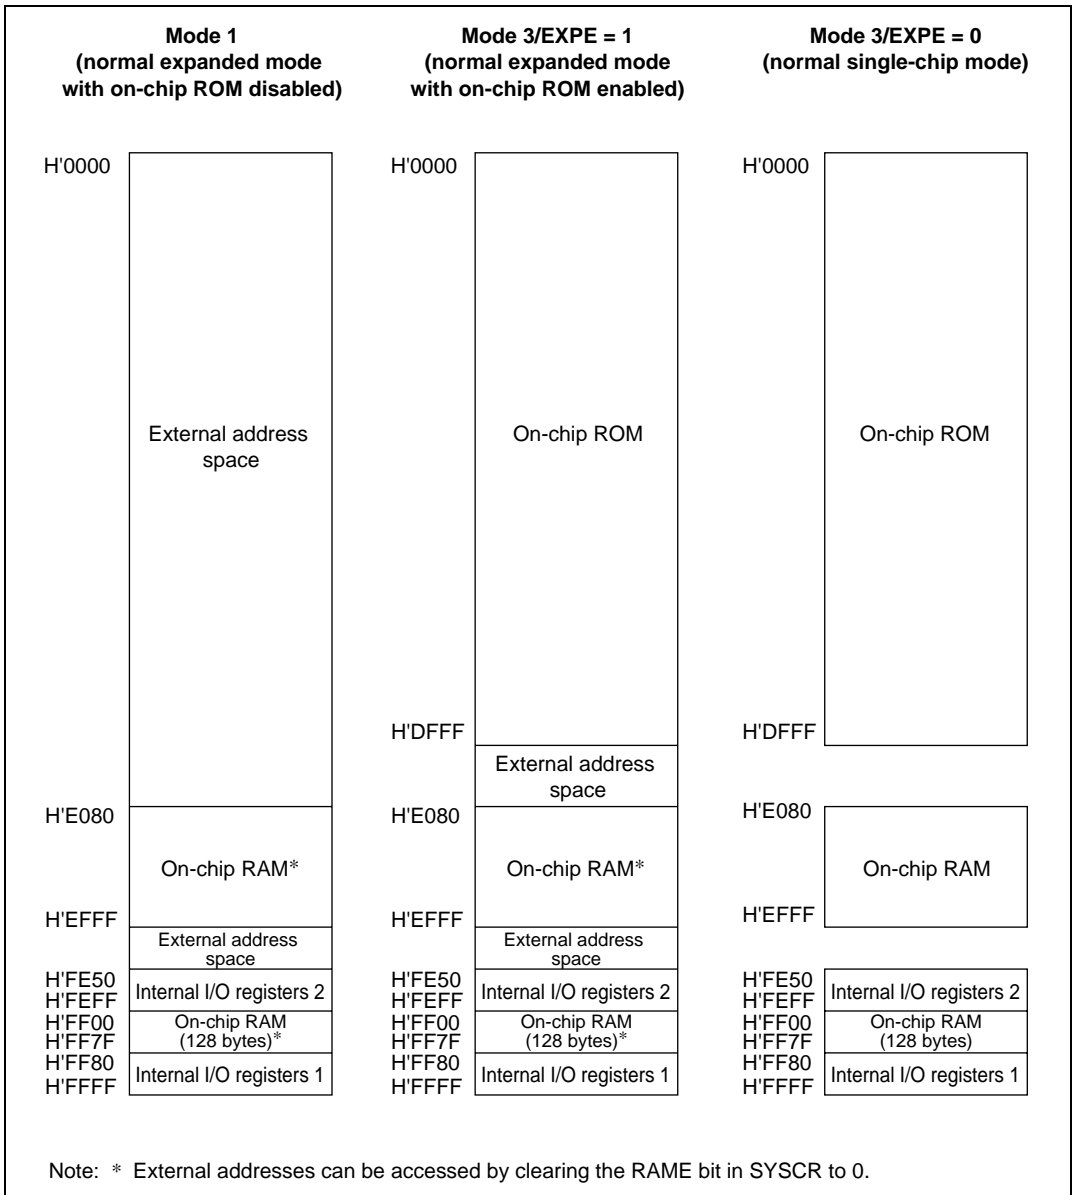 Mode 1
(normal expanded mode
with on-chip ROM disabled)
Mode 3/EXPE = 1
(normal expanded mode
with on-chip ROM enabled)
Mode 3/EXPE = 0
(normal single-chip mode)
H'0000
External address
space
H'E080
On-chip RAM*
H'EFFF
External address
space
H'FE50
H'FEFF
Internal I/O registers 2
H'FF00
H'FF7F
On-chip RAM
(128 bytes)*
H'FF80
H'FFFF
Internal I/O registers 1
H'0000
On-chip ROM
H'DFFF
External address
space
H'E080
On-chip RAM*
H'EFFF
External address
space
H'FE50
H'FEFF
Internal I/O registers 2
H'FF00
H'FF7F
On-chip RAM
(128 bytes)*
H'FF80
H'FFFF
Internal I/O registers 1
H'0000
On-chip ROM
H'DFFF
H'E080
On-chip RAM
H'EFFF
H'FE50
H'FEFF
Internal I/O registers 2
H'FF00
H'FF7F
On-chip RAM
(128 bytes)
H'FF80
H'FFFF
Internal I/O registers 1
Note: * External addresses can be accessed by clearing the RAME bit in SYSCR to 0.